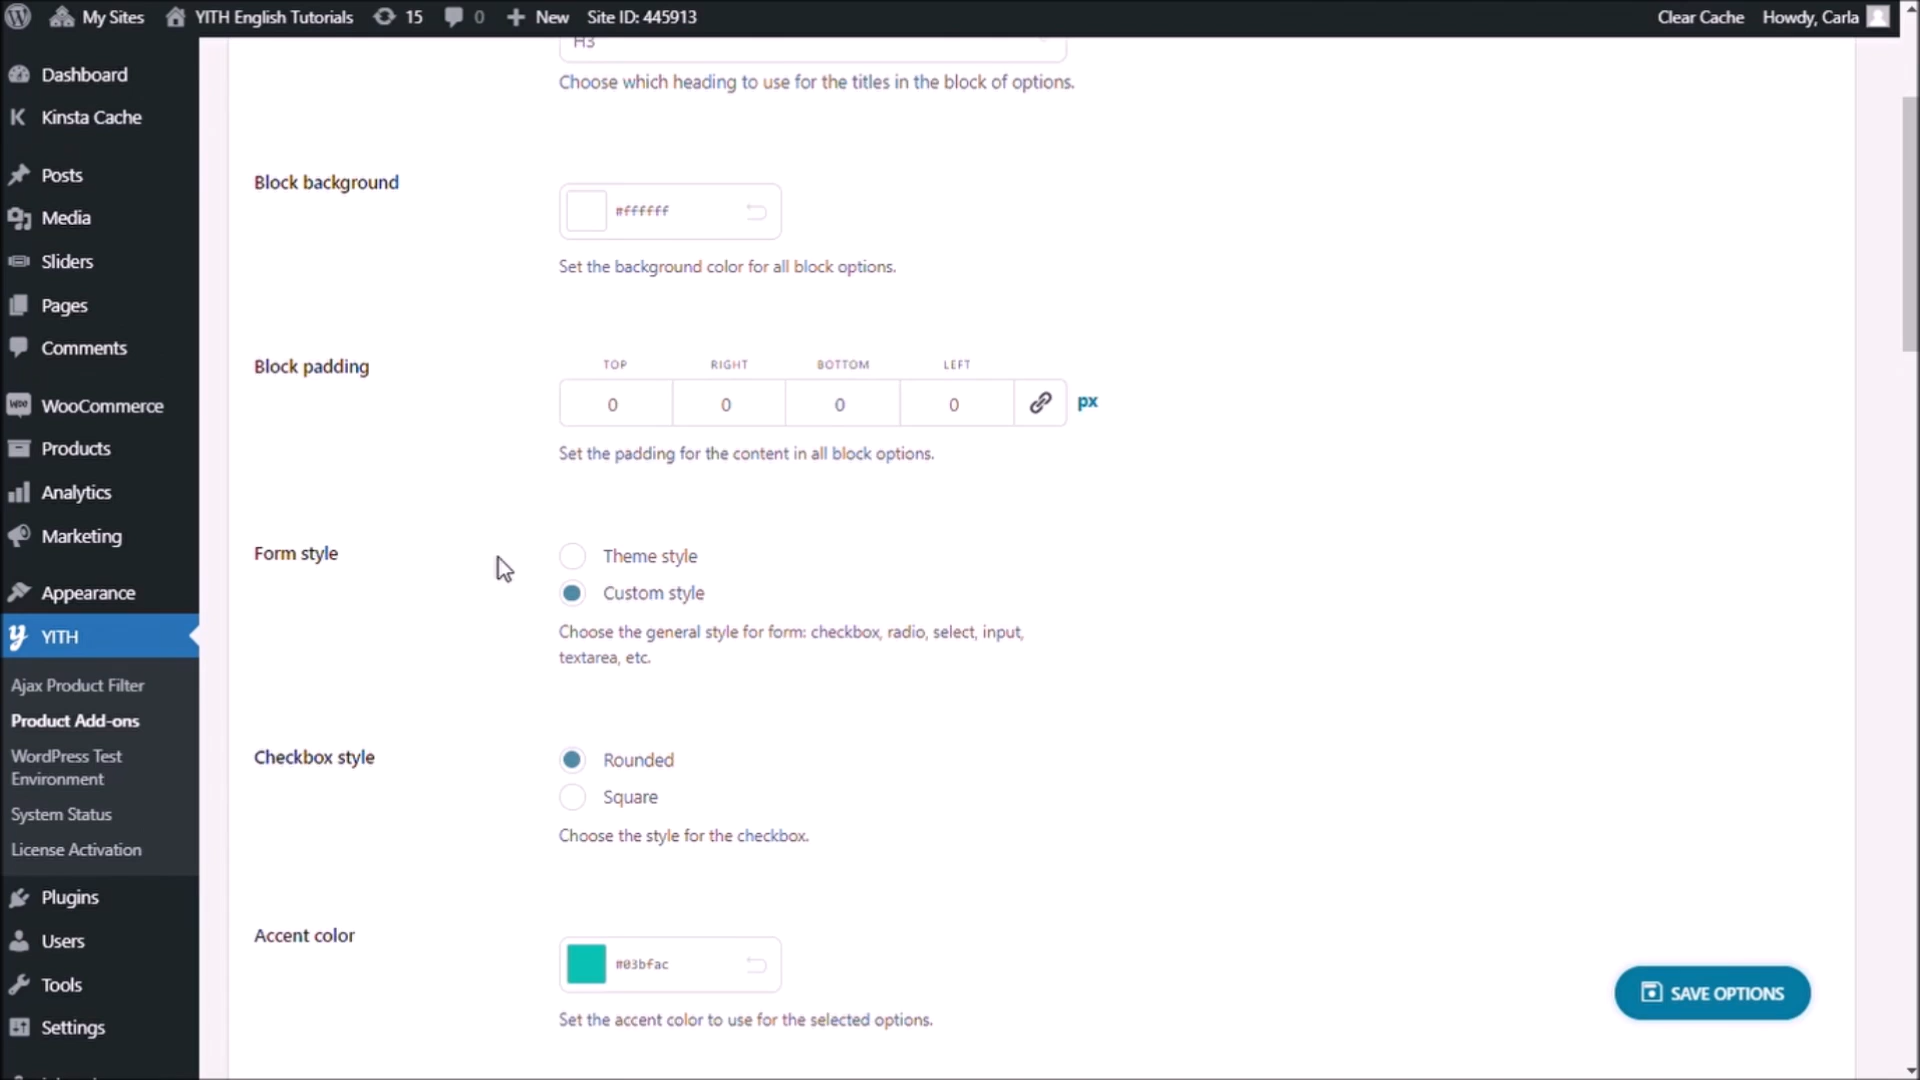 My Sites
YITH English Tutorials
15
0
New
Site ID: 445913
Clear Cache
Howdy, Carla
Dashboard
Kinsta Cache
Posts
Media
Sliders
Pages
Comments
WooCommerce
Products
Analytics
Marketing
Appearance
YITH
Ajax Product Filter
Product Add-ons
WordPress Test
Environment
System Status
License Activation
Plugins
Users
Tools
Settings
H3
Choose which heading to use for the titles in the block of options.
Block background
#ffffff
Set the background color for all block options.
Block padding
TOP RIGHT BOTTOM LEFT
0 0 0 0 px
Set the padding for the content in all block options.
Form style
Theme style
Custom style
Choose the general style for form: checkbox, radio, select, input,
textarea, etc.
Checkbox style
Rounded
Square
Choose the style for the checkbox.
Accent color
#03bfac
Set the accent color to use for the selected options.
SAVE OPTIONS